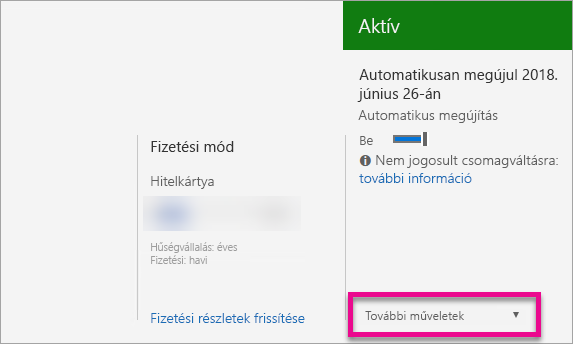 Aktív
Automatikusan megújul 2018.
június 26-án
Automatikus megújítás
Be
Nem jogosult csomagváltásra:
további információ
Fizetési mód
Hitelkártya
Hűségvállalás: éves
Fizetési: havi
Fizetési részletek frissítése
További műveletek